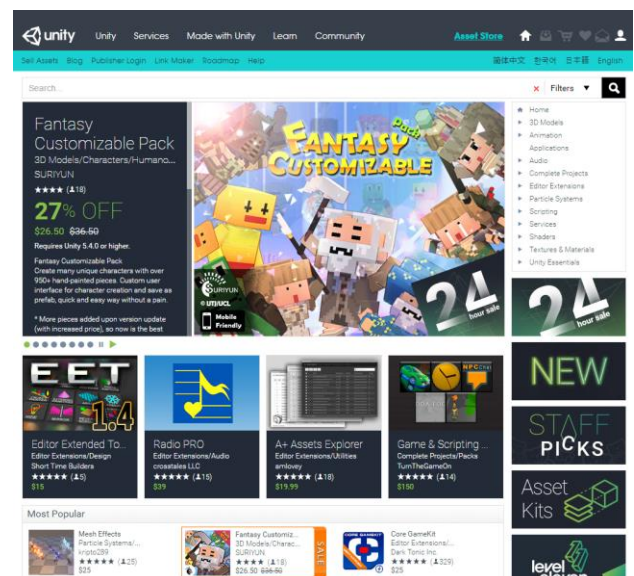 unity
Unity Services Made with Unity Learn Community
Asset Store
Sell Assets Blog Publisher Login Link Maker Roadmap Help
简体中文 한국어 日本語 English
Search...
× Filters ▼
Fantasy
Customizable Pack
3D Models/Characters/Humano...
SURIYUN
★★★★ (18)
27% OFF
$26.50 $36.50
Requires Unity 5.4.0 or higher.
Fantasy Customizable Pack
Create many unique characters with over
950+ hand-painted pieces. Custom user
interface for character creation and save as
prefab, quick and easy way without a pain.
* More pieces added upon version update
(with increased price), so now is the best
FANTASY
Pack
CUSTOMIZABLE
SURIYUN
© UTJ/UCL
Mobile
Friendly
24
hour sale
Home
3D Models
Animation
Applications
Audio
Complete Projects
Editor Extensions
Particle Systems
Scripting
Services
Shaders
Textures & Materials
Unity Essentials
24
hour sale
EET
1.4
Editor Extended To...
Editor Extensions/Design
Short Time Builders
★★★★★ (5)
$15
Radio PRO
Editor Extensions/Audio
crosstales LLC
★★★★★ (15)
$39
A+ Assets Explorer
Editor Extensions/Utilities
amlovey
★★★★★ (18)
$19.99
Game & Scripting ...
Complete Projects/Packs
TurnTheGameOn
★★★★★ (14)
$150
NEW
STAFF
PICKS
Asset
Kits
level
eleven
Most Popular
Mesh Effects
Particle Systems/...
kripto289
★★★★★ (25)
$25
Fantasy Customiz...
3D Models/Charac...
SURIYUN
★★★★ (18)
$26.50 $36.50
SALE
Core GameKit
Editor Extensions/...
Dark Tonic Inc.
★★★★★ (329)
$25